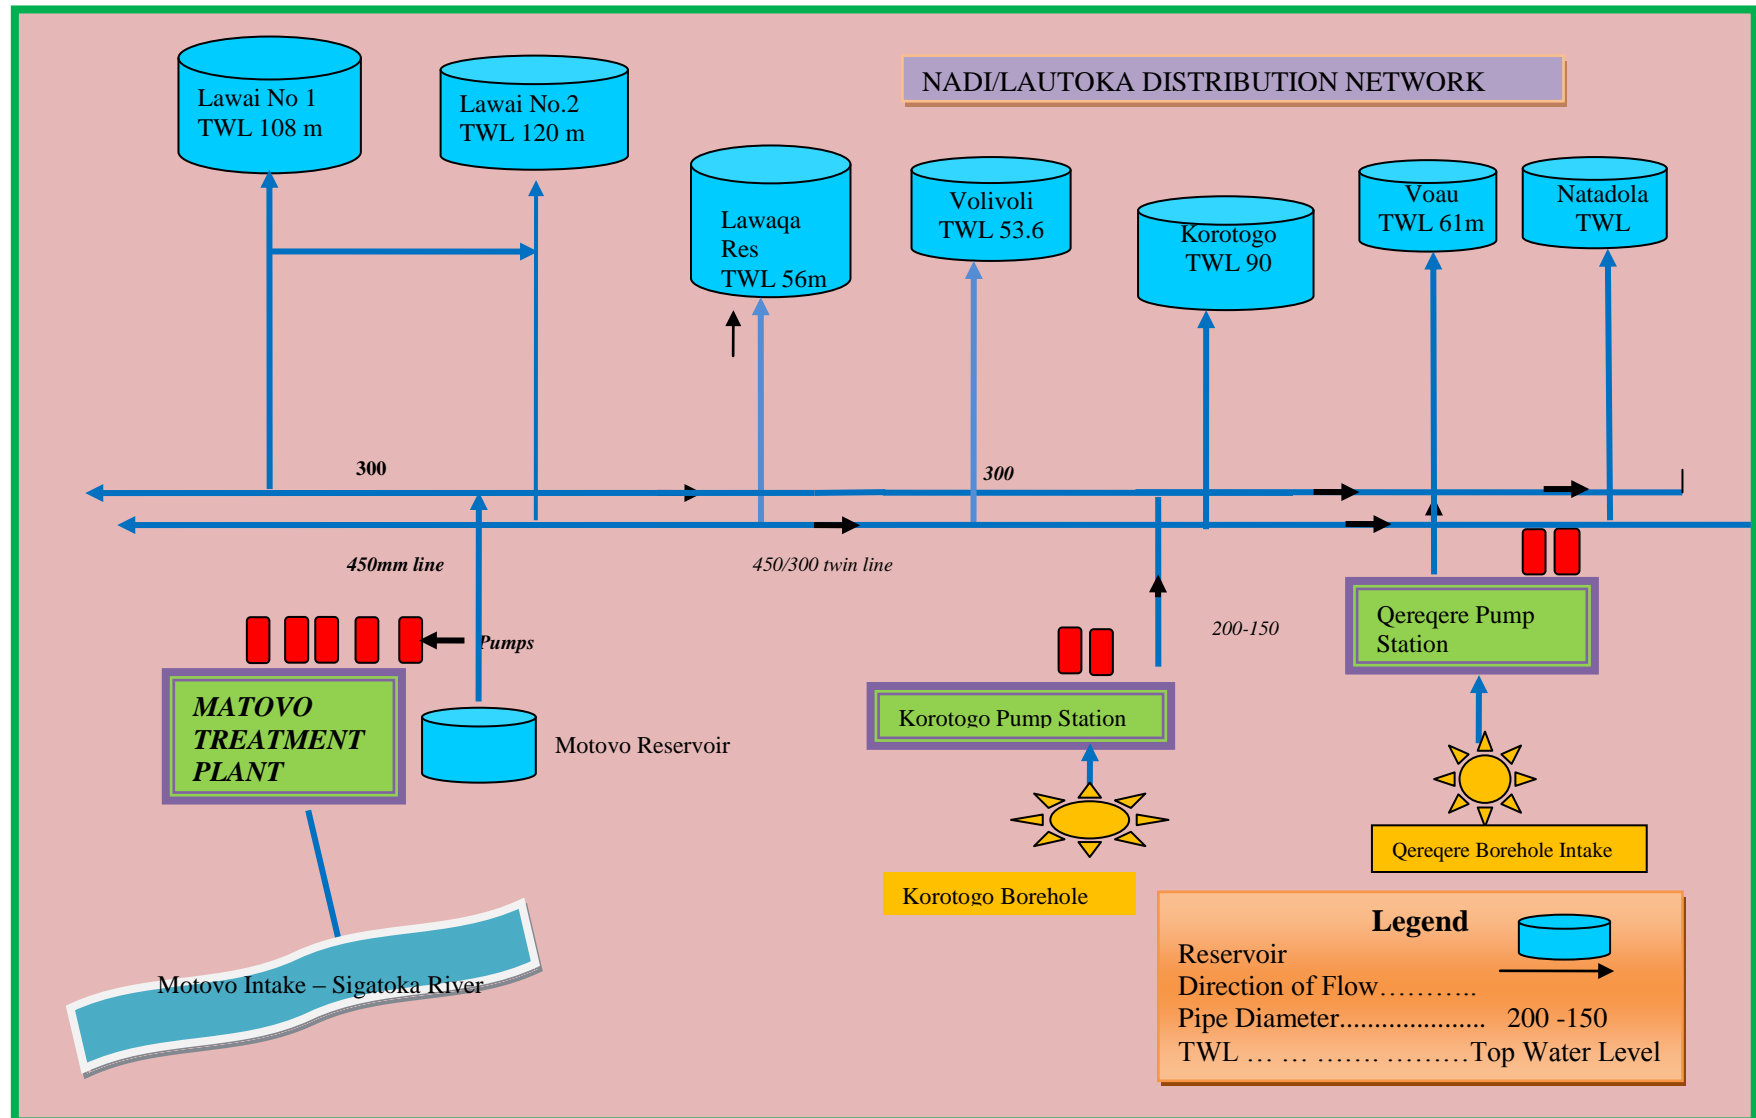 NADI/LAUTOKA DISTRIBUTION NETWORK
Lawai No 1
TWL 108 m
Lawai No.2
TWL 120 m
Lawaqa
Res
TWL 56m
Volivoli
TWL 53.6
Korotogo
TWL 90
Voau
TWL 61m
Natadola
TWL
300
300
450mm line
450/300 twin line
200-150
Pumps
MATOVO
TREATMENT
PLANT
Motovo Reservoir
Korotogo Pump Station
Qereqere Pump
Station
Korotogo Borehole
Qereqere Borehole Intake
Motovo Intake – Sigatoka River
Legend
Reservoir
Direction of Flow………..
Pipe Diameter..................... 200 -150
TWL … … ……. ………Top Water Level